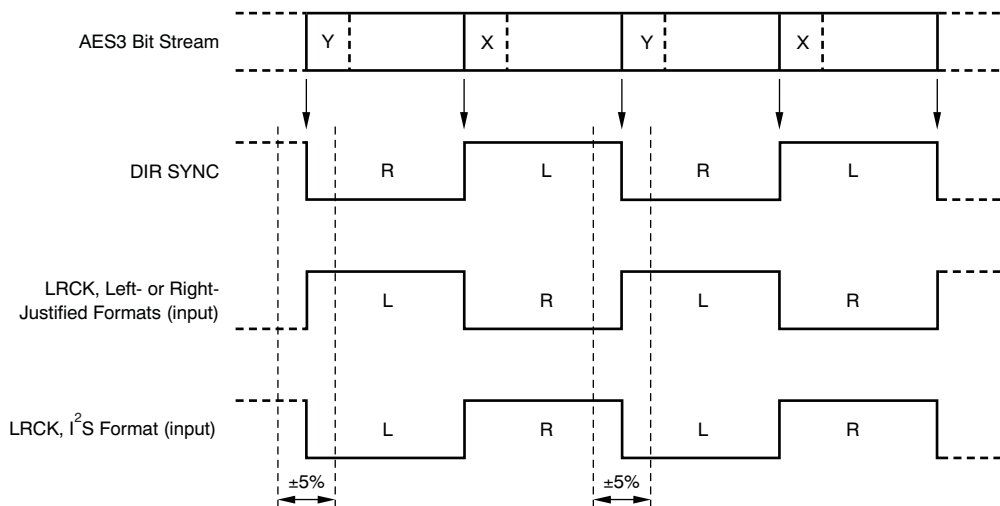 AES3 Bit Stream
Y X Y X
DIR SYNC
R L R L
LRCK, Left- or Right-
Justified Formats (input)
L R L R
LRCK, I²S Format (input)
L R L R
±5% ±5%